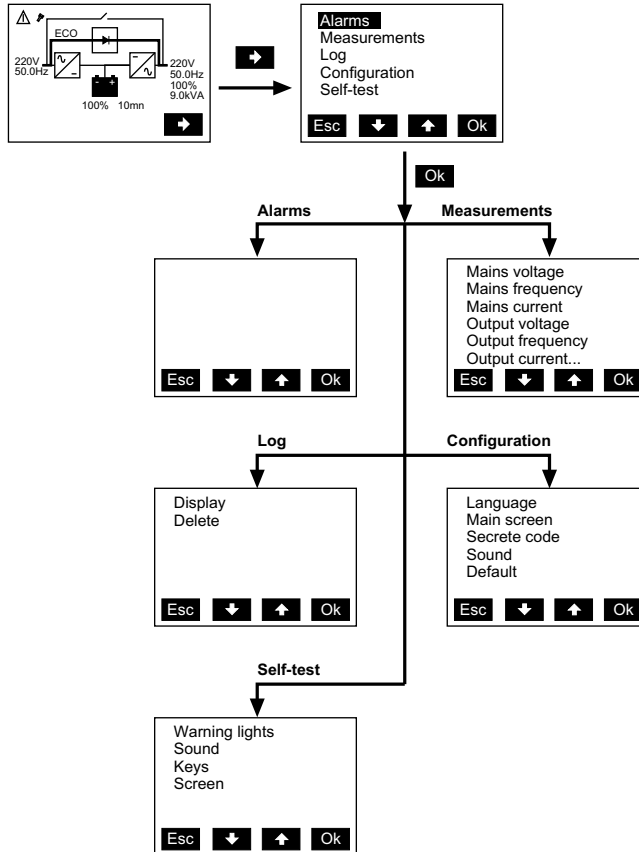 ECO
220V
50.0Hz
220V
50.0Hz
100%
9.0kVA
100% 10mn
Alarms
Measurements
Log
Configuration
Self-test
Esc Ok
Ok
Alarms
Measurements
Esc Ok
Mains voltage
Mains frequency
Mains current
Output voltage
Output frequency
Output current...
Esc Ok
Log
Configuration
Display
Delete
Esc Ok
Language
Main screen
Secrete code
Sound
Default
Esc Ok
Self-test
Warning lights
Sound
Keys
Screen
Esc Ok